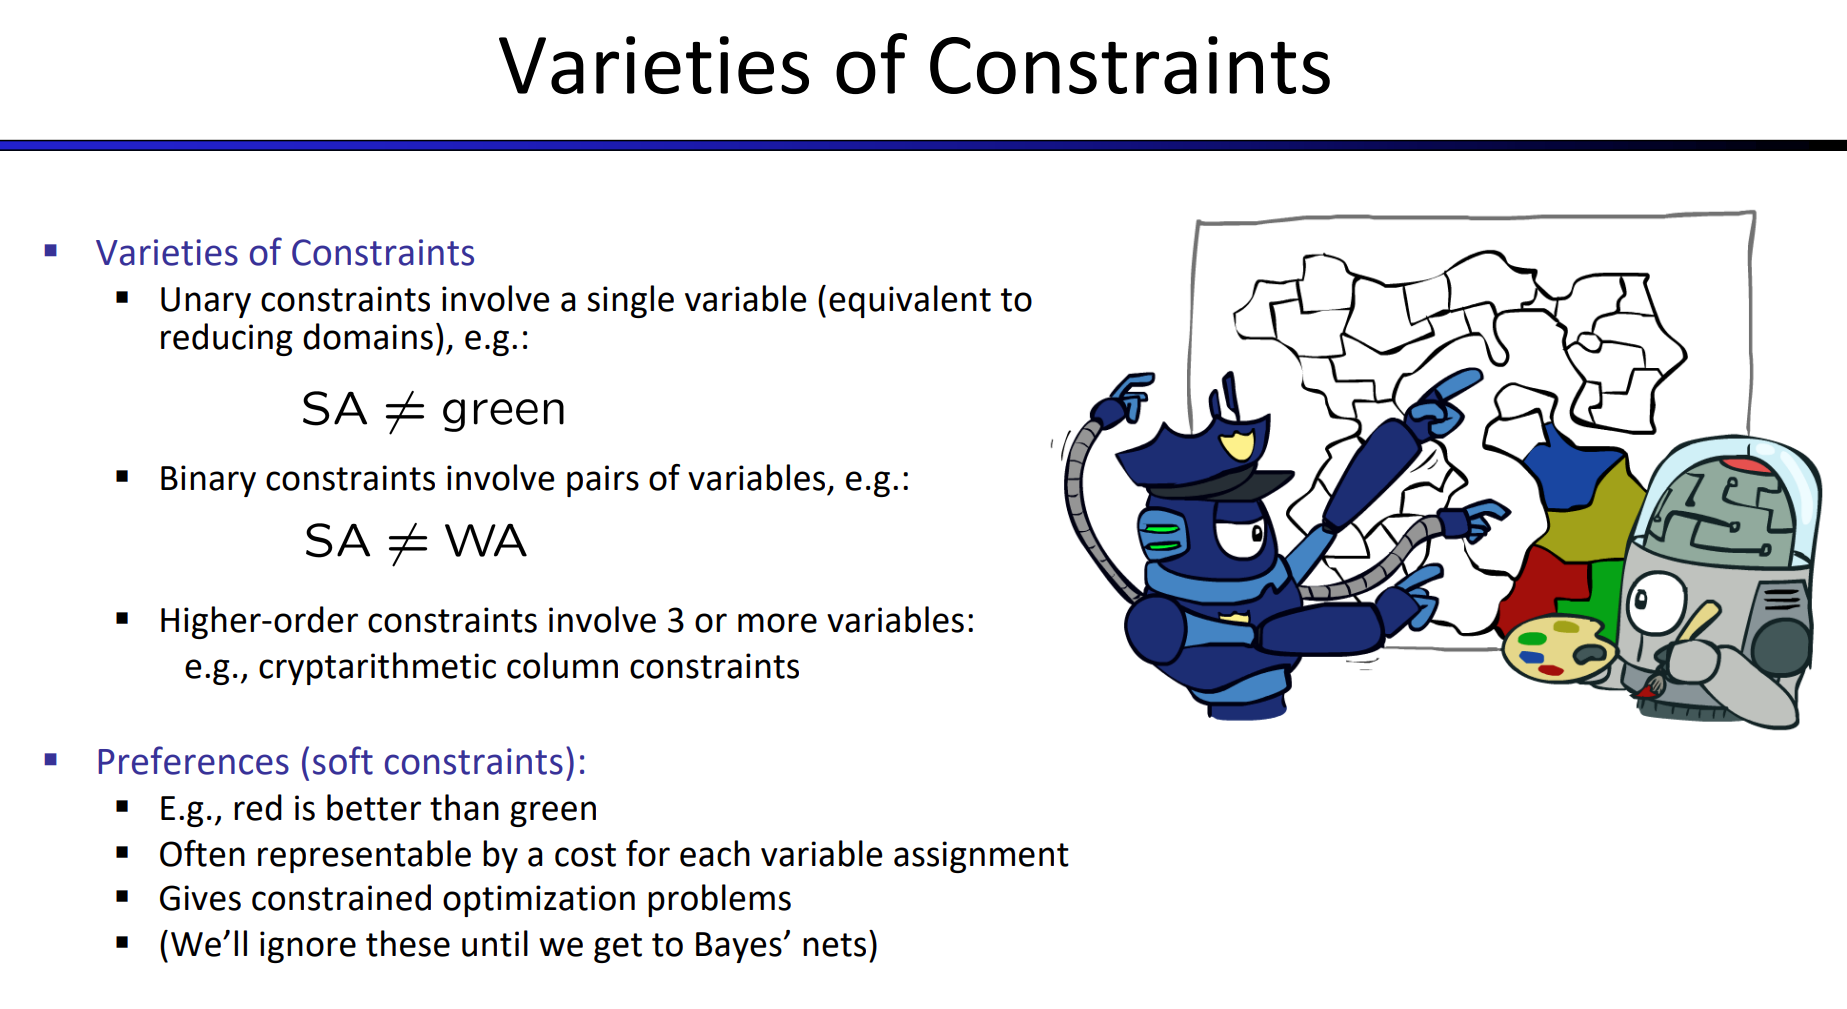 Varieties of Constraints
▪ Varieties of Constraints
▪ Unary constraints involve a single variable (equivalent to
reducing domains), e.g.:
SA ≠ green
▪ Binary constraints involve pairs of variables, e.g.:
SA ≠ WA
▪ Higher-order constraints involve 3 or more variables:
e.g., cryptarithmetic column constraints
▪ Preferences (soft constraints):
▪ E.g., red is better than green
▪ Often representable by a cost for each variable assignment
▪ Gives constrained optimization problems
▪ (We’ll ignore these until we get to Bayes’ nets)